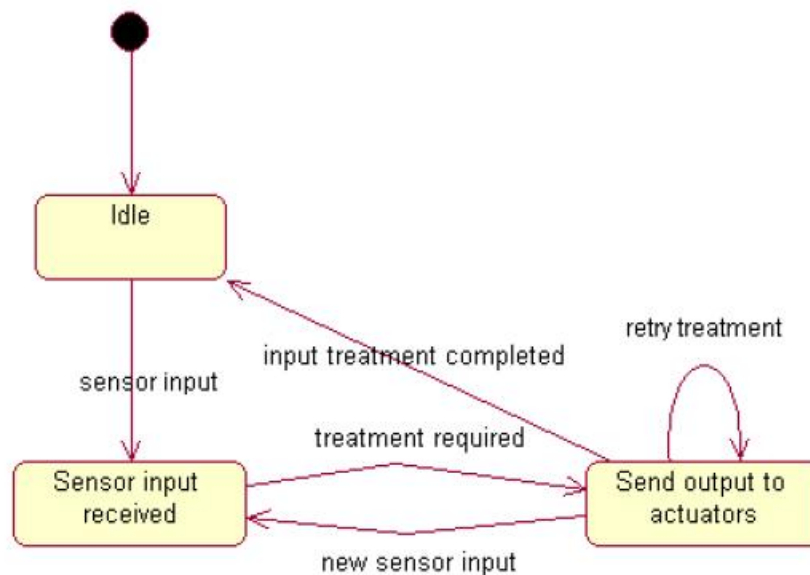 Idle
retry treatment
input treatment completed
sensor input
treatment required
Sensor input
received
Send output to
actuators
new sensor input